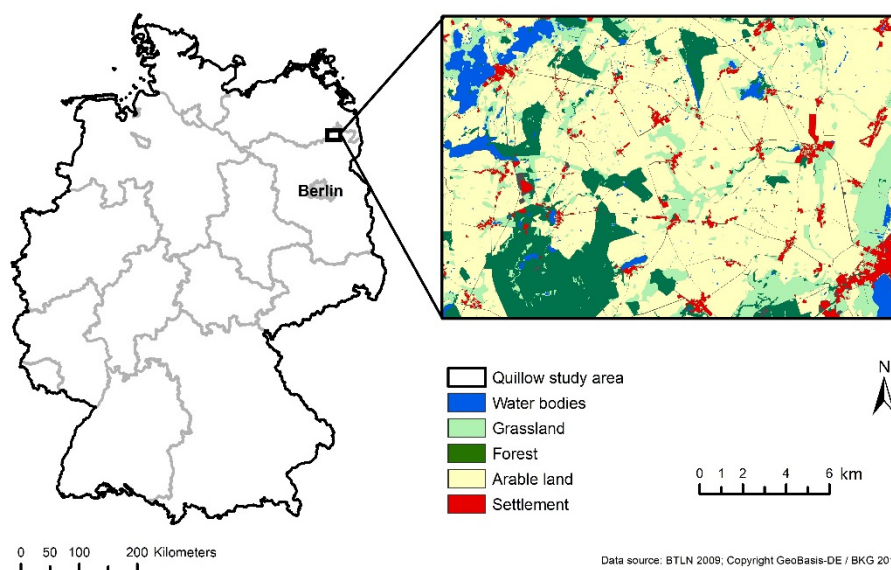 Berlin
Quillow study area
Water bodies
Grassland
Forest
Arable land
Settlement
N
0 2 4 6 km
0 50 100 200 Kilometers
Data source: BTLN 2009; Copyright GeoBasis-DE / BKG 201